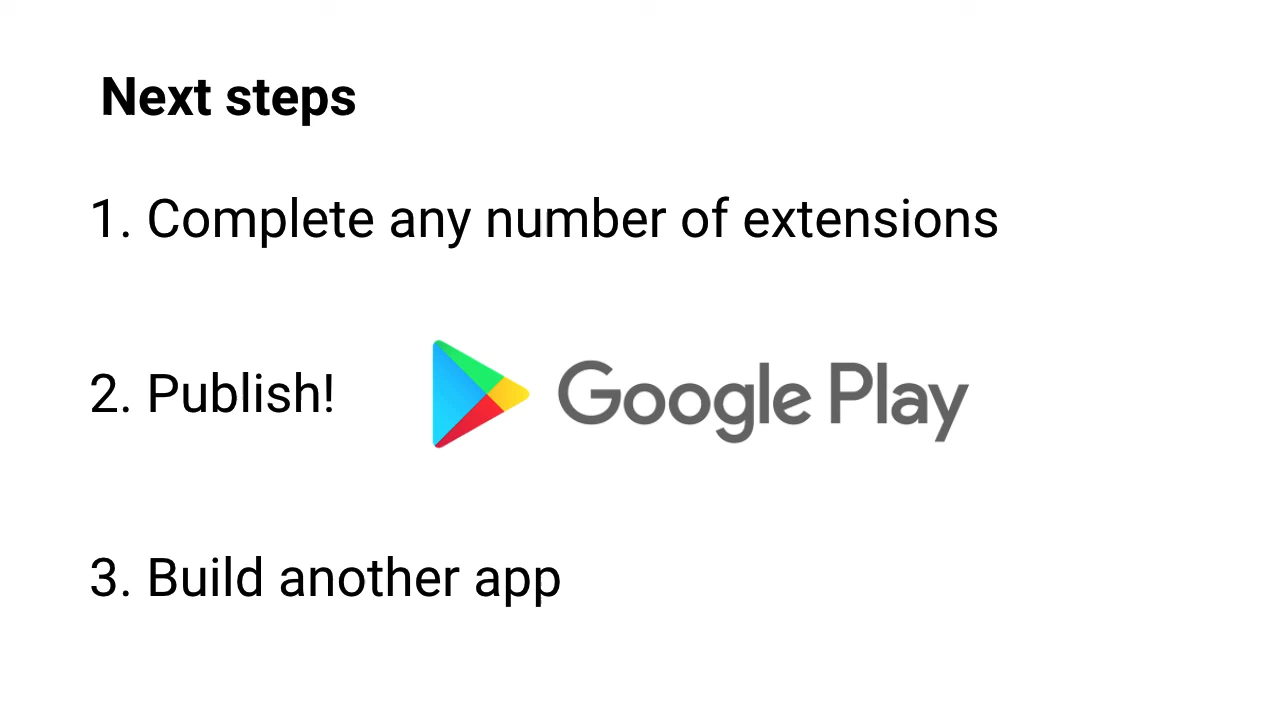 Next steps
1. Complete any number of extensions
2. Publish! Google Play
3. Build another app